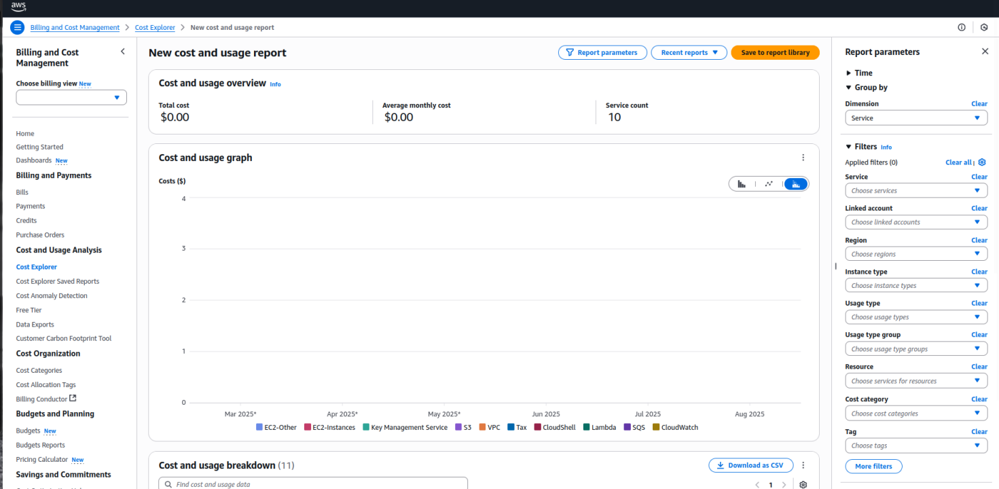 aws
Billing and Cost Management > Cost Explorer > New cost and usage report
Billing and Cost Management
Choose billing view New
Home
Getting Started
Dashboards New
Billing and Payments
Bills
Payments
Credits
Purchase Orders
Cost and Usage Analysis
Cost Explorer
Cost Explorer Saved Reports
Cost Anomaly Detection
Free Tier
Data Exports
Customer Carbon Footprint Tool
Cost Organization
Cost Categories
Cost Allocation Tags
Billing Conductor
Budgets and Planning
Budgets New
Budgets Reports
Pricing Calculator New
Savings and Commitments
New cost and usage report
Report parameters
Recent reports
Save to report library
Cost and usage overview Info
Total cost
$0.00
Average monthly cost
$0.00
Service count
10
Cost and usage graph
Costs ($)
4
3
2
1
0
Mar 2025* Apr 2025* May 2025* Jun 2025 Jul 2025 Aug 2025
EC2-Other EC2-Instances Key Management Service S3 VPC Tax CloudShell Lambda SQS CloudWatch
Cost and usage breakdown (11)
Download as CSV
Find cost and usage data
1
Report parameters
Time
Group by
Dimension Clear
Service
Filters Info
Applied filters (0) Clear all
Service Clear
Choose services
Linked account Clear
Choose linked accounts
Region Clear
Choose regions
Instance type Clear
Choose instance types
Usage type Clear
Choose usage types
Usage type group Clear
Choose usage type groups
Resource Clear
Choose services for resources
Cost category Clear
Choose cost categories
Tag Clear
Choose tags
More filters